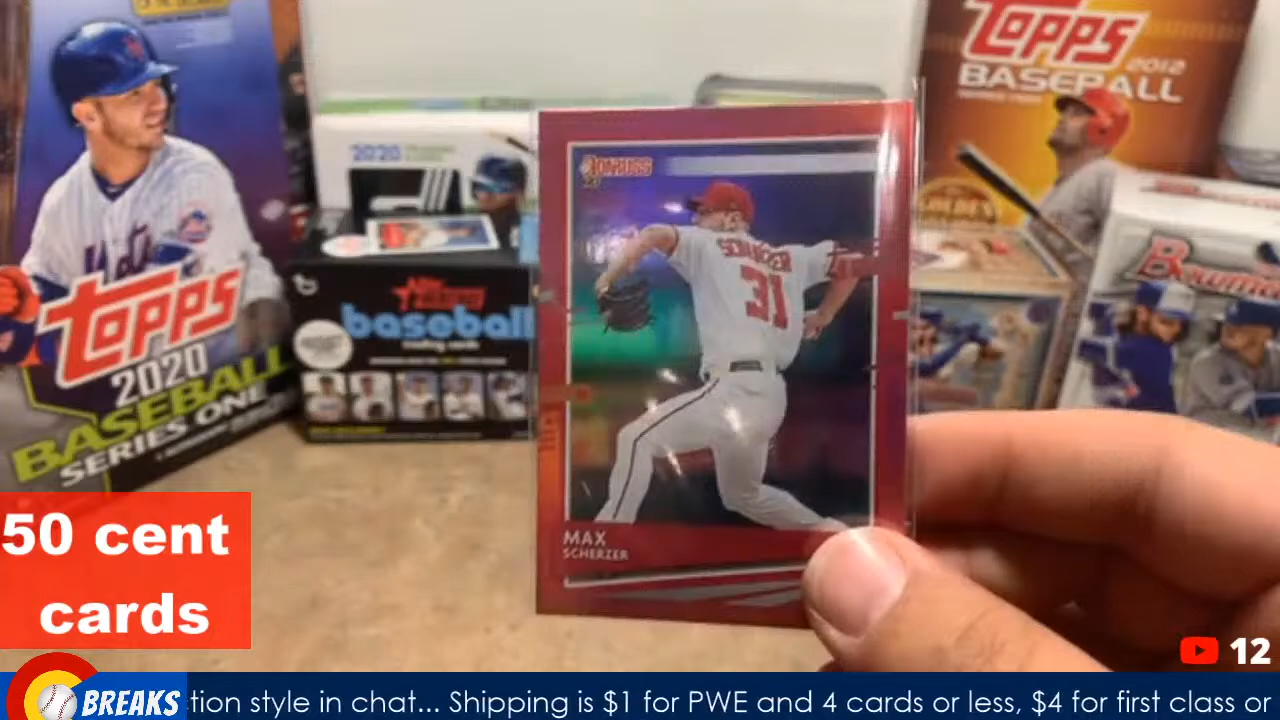 TOPPS
2012
BASEBALL
2020
DONRUSS
SCHERZER
31
Mets
TOPPS
2020
BASEBALL
SERIES ONE
baseball
Bowman
MAX
SCHERZER
50 cent
cards
12
BREAKS
tion style in chat... Shipping is $1 for PWE and 4 cards or less, $4 for first class or